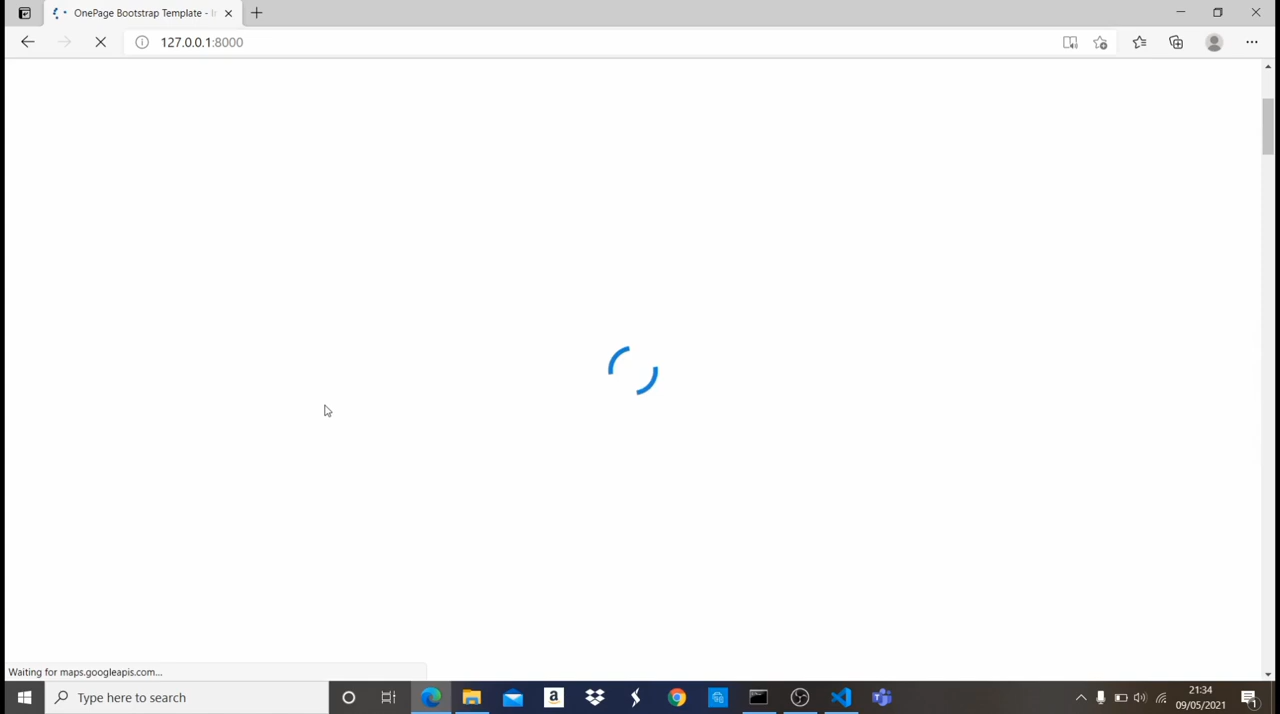 OnePage Bootstrap Template -
127.0.0.1:8000
Waiting for maps.googleapis.com...
Type here to search
21:34
09/05/2021
1